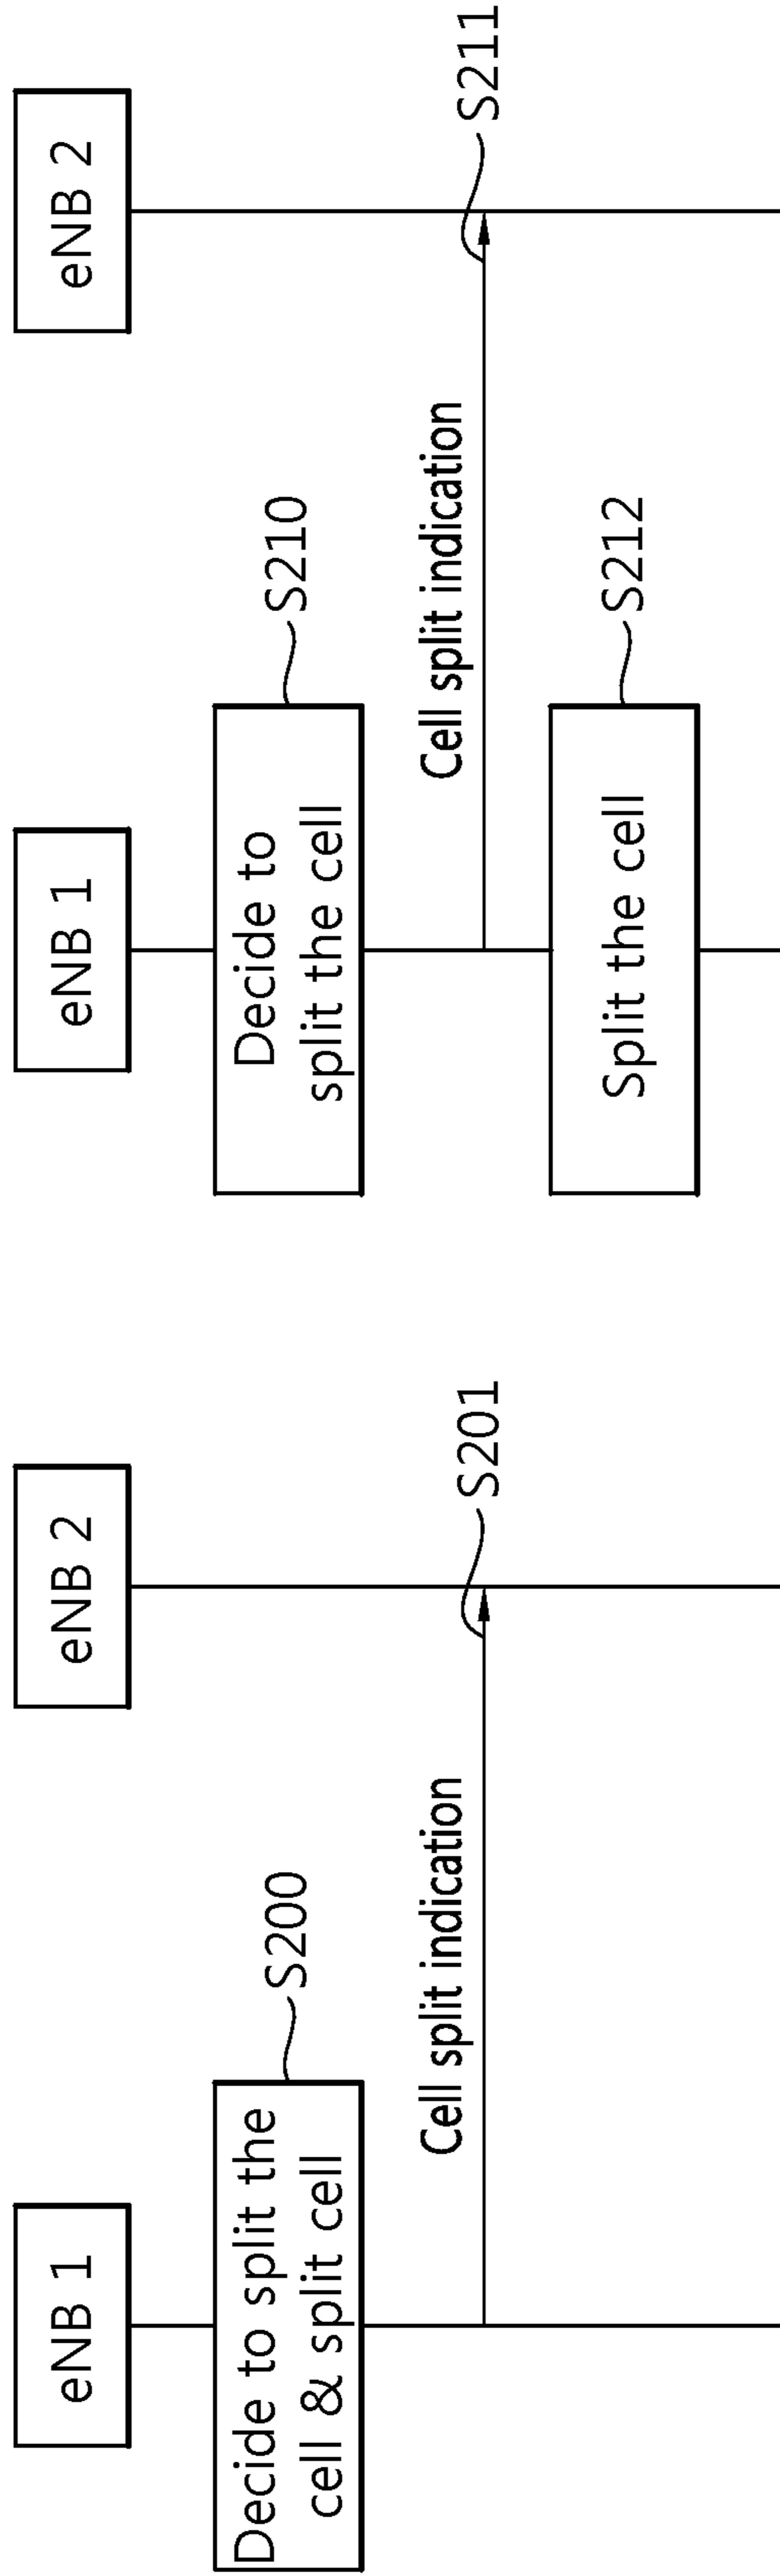 eNB 1
eNB 2
Decide to split the
cell & split cell
S200
Cell split indication
S201
eNB 1
eNB 2
Decide to
split the cell
S210
Cell split indication
S211
Split the cell
S212